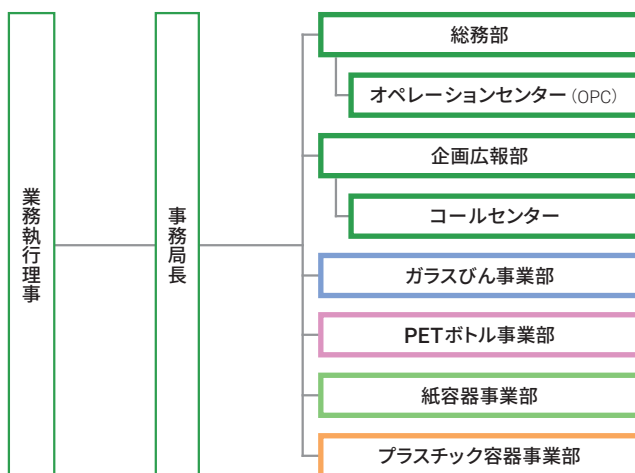 業務執行理事
事務局長
総務部
オペレーションセンター（OPC）
企画広報部
コールセンター
ガラスびん事業部
PETボトル事業部
紙容器事業部
プラスチック容器事業部